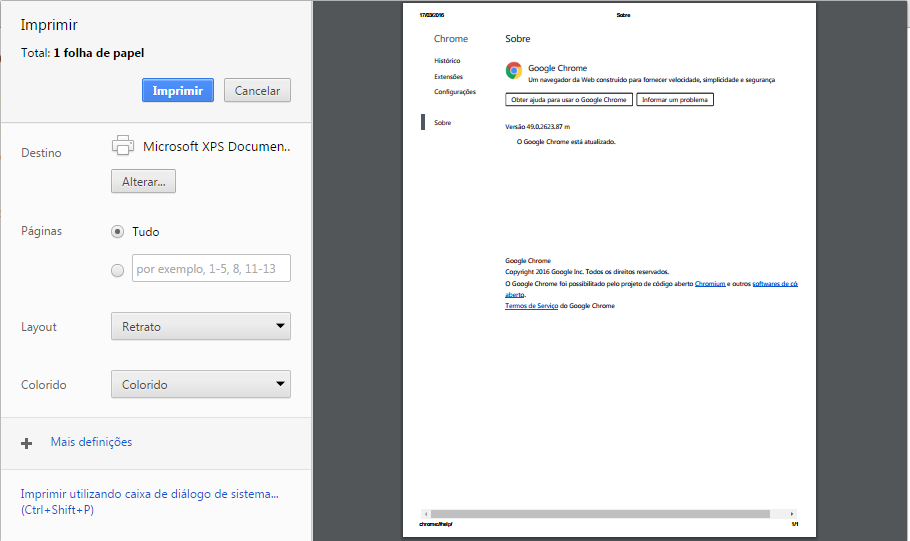 Imprimir
Total: 1 folha de papel
Imprimir
Cancelar
Destino
Microsoft XPS Documen..
Alterar...
Páginas
Tudo
por exemplo, 1-5, 8, 11-13
Layout
Retrato
Colorido
Colorido
Mais definições
Imprimir utilizando caixa de diálogo de sistema...
(Ctrl+Shift+P)
17/03/2016
Sobre
Chrome
Histórico
Extensões
Configurações
Sobre
Sobre
Google Chrome
Um navegador da Web construído para fornecer velocidade, simplicidade e segurança
Obter ajuda para usar o Google Chrome
Informar um problema
Versão 49.0.2623.87 m
O Google Chrome está atualizado.
Google Chrome
Copyright 2016 Google Inc. Todos os direitos reservados.
O Google Chrome foi possibilitado pelo projeto de código aberto Chromium e outros softwares de có
aberto.
Termos de Serviço do Google Chrome
chrome://help/
1/1